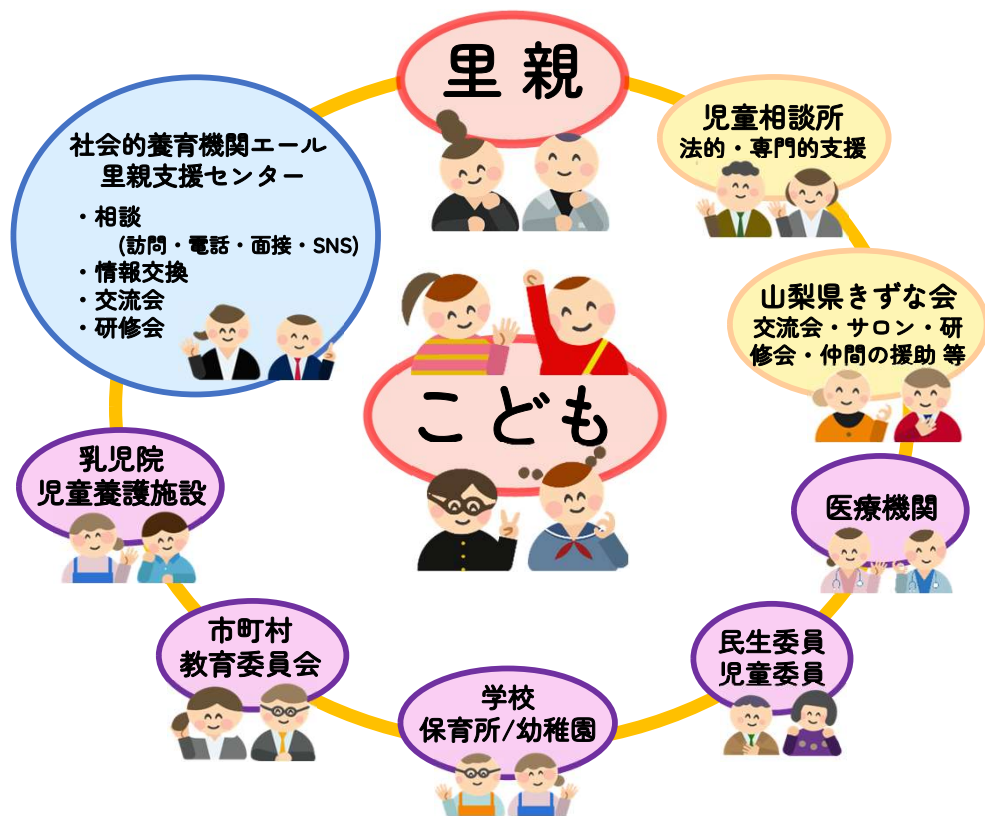 里親
児童相談所
法的・専門的支援
社会的養育機関エール
里親支援センター
・相談
(訪問・電話・面接・SNS)
・情報交換
・交流会
・研修会
山梨県きずな会
交流会・サロン・研
修会・仲間の援助 等
こども
乳児院
児童養護施設
医療機関
市町村
教育委員会
民生委員
児童委員
学校
保育所/幼稚園